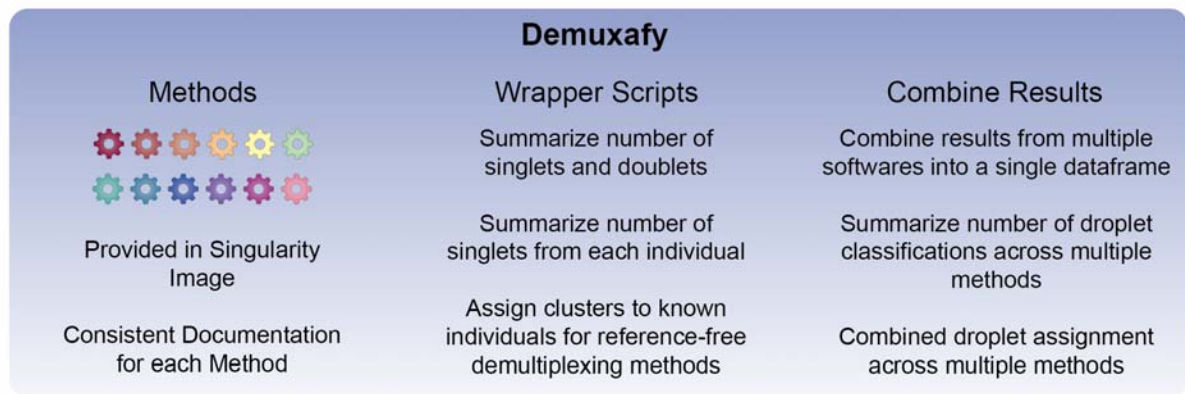 Demuxafy
Methods
Provided in Singularity
Image
Consistent Documentation
for each Method
Wrapper Scripts
Summarize number of
singlets and doublets
Summarize number of
singlets from each individual
Assign clusters to known
individuals for reference-free
demultiplexing methods
Combine Results
Combine results from multiple
softwares into a single dataframe
Summarize number of droplet
classifications across multiple
methods
Combined droplet assignment
across multiple methods